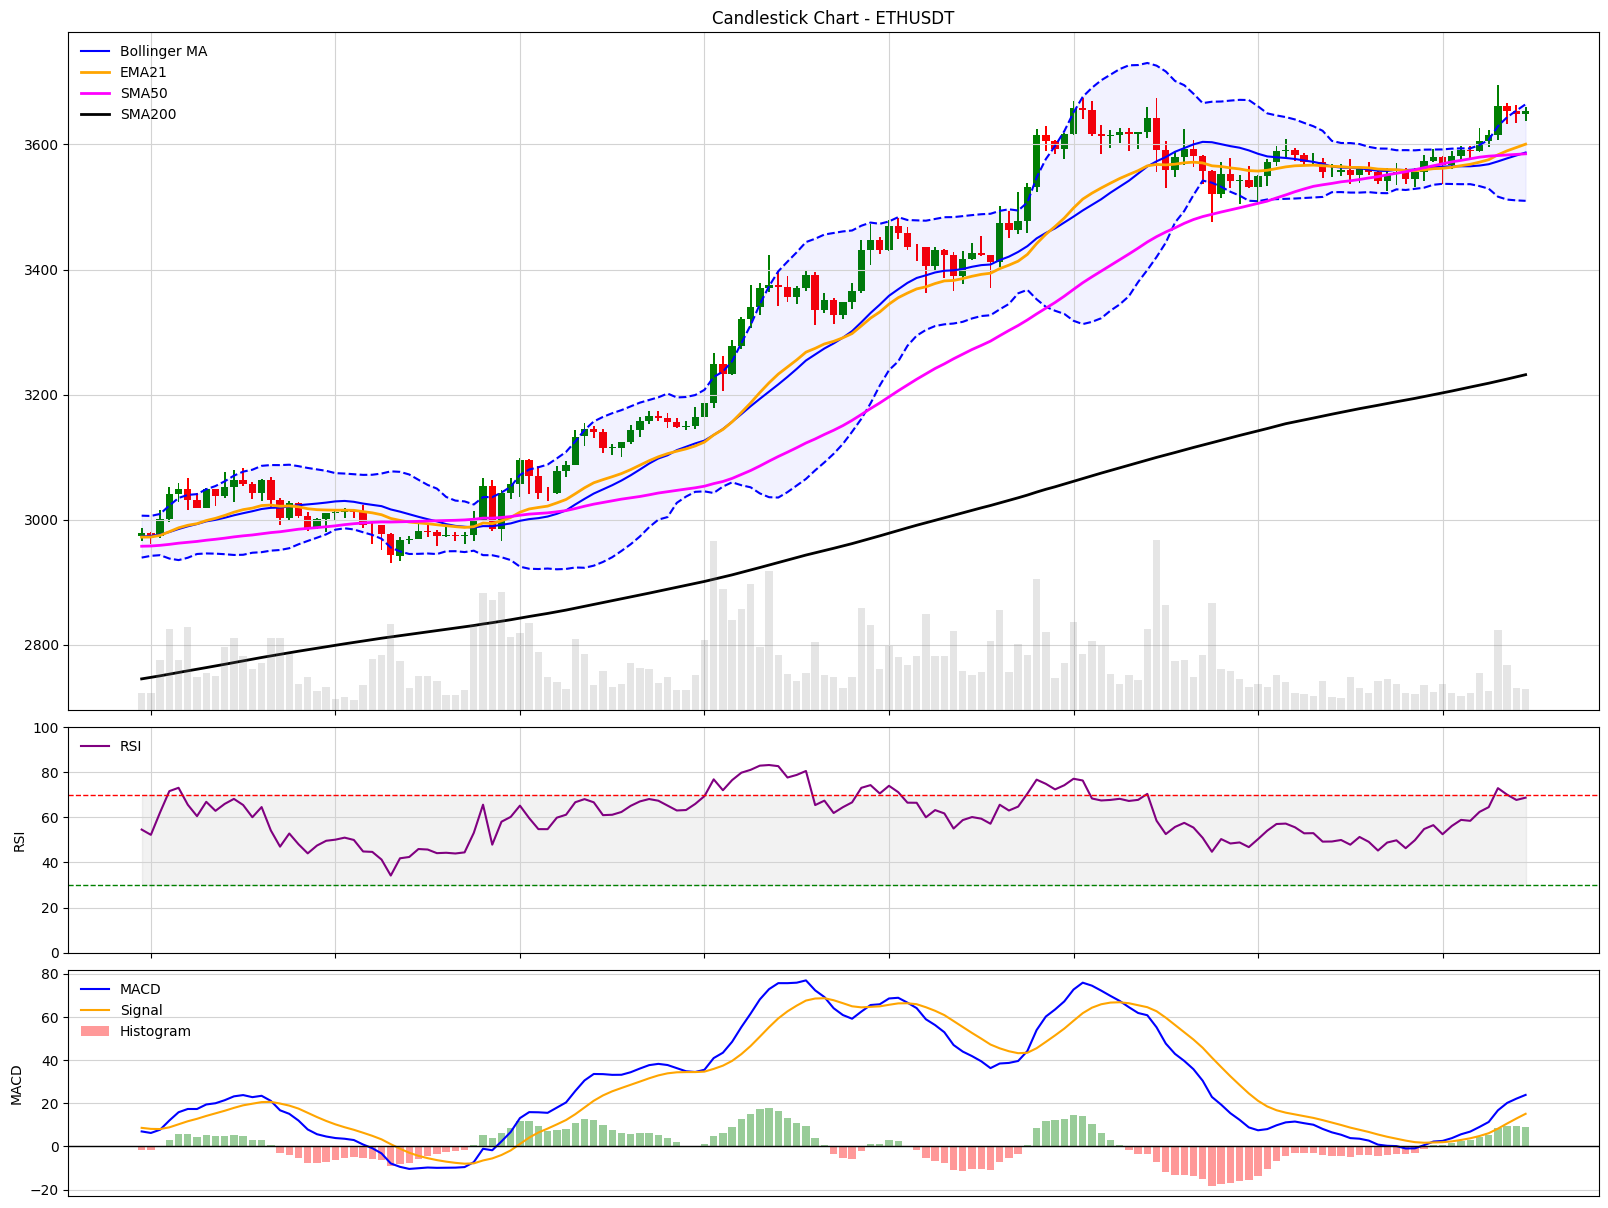 Candlestick Chart - ETHUSDT
Bollinger MA
EMA21
SMA50
SMA200
3600
3400
3200
3000
2800
100
RSI
80
60
40
20
0
RSI
80
MACD
Signal
Histogram
60
40
20
0
−20
MACD